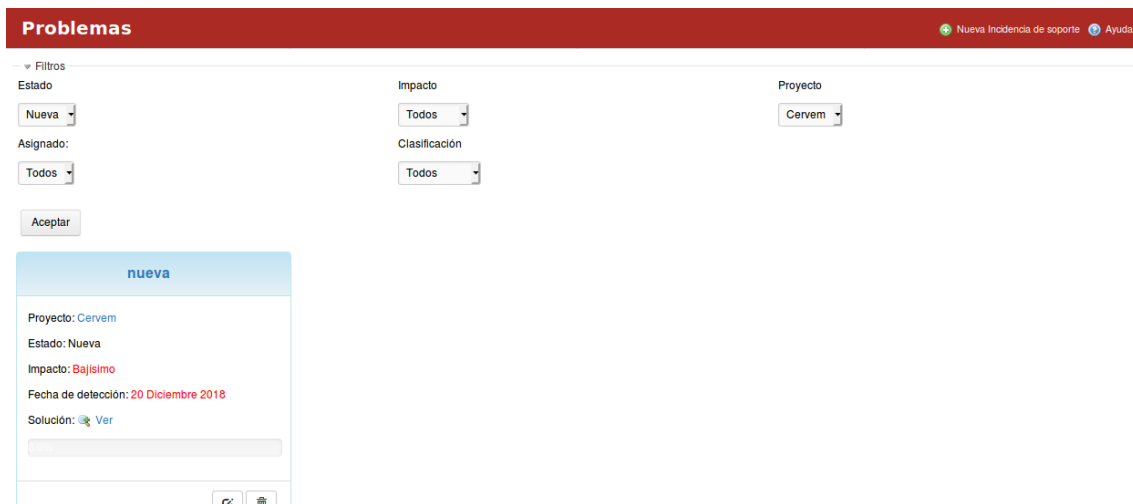 Problemas
Nueva Incidencia de soporte Ayuda
Filtros
Estado Impacto Proyecto
Nueva Todos Cervem
Asignado: Clasificación
Todos Todos
Aceptar
nueva
Proyecto: Cervem
Estado: Nueva
Impacto: Bajísimo
Fecha de detección: 20 Diciembre 2018
Solución: Ver